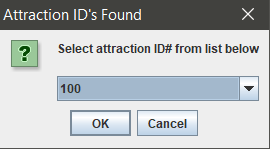 Attraction ID's Found
Select attraction ID# from list below
100
OK Cancel